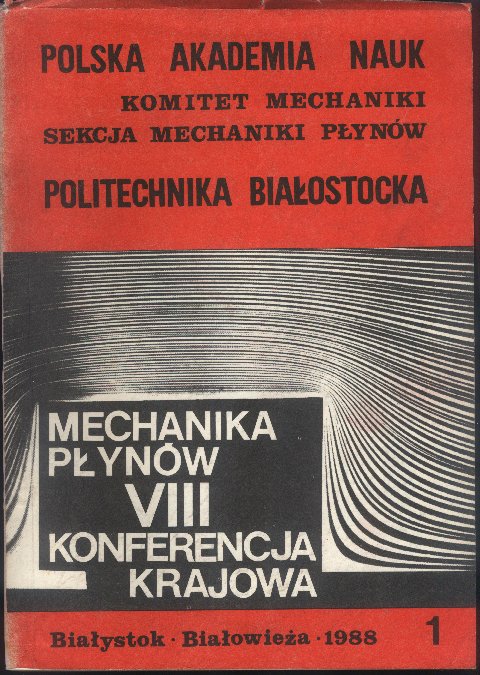 POLSKA AKADEMIA NAUK
KOMITET MECHANIKI
SEKCJA MECHANIKI PŁYNÓW
POLITECHNIKA BIAŁOSTOCKA
MECHANIKA
PŁYNÓW
VIII
KONFERENCJA
KRAJOWA
Białystok · Białowieża · 1988 1